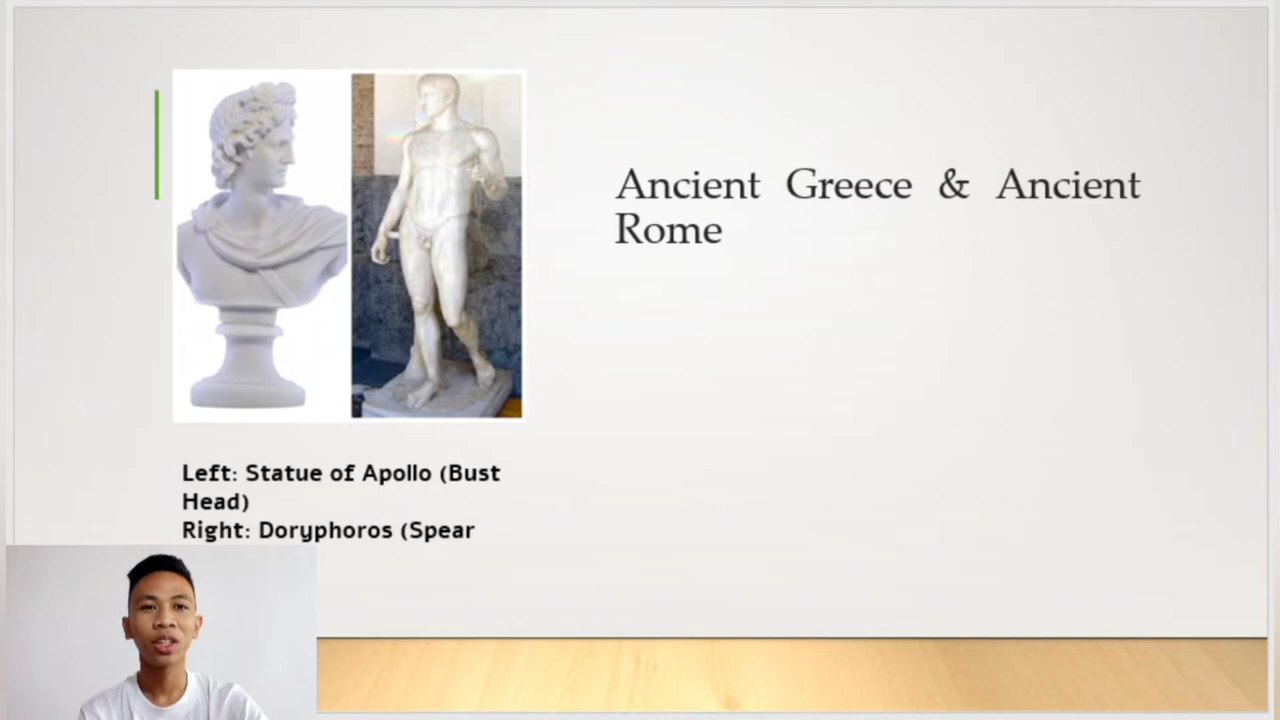 Ancient Greece & Ancient
Rome
Left: Statue of Apollo (Bust
Head)
Right: Doryphoros (Spear